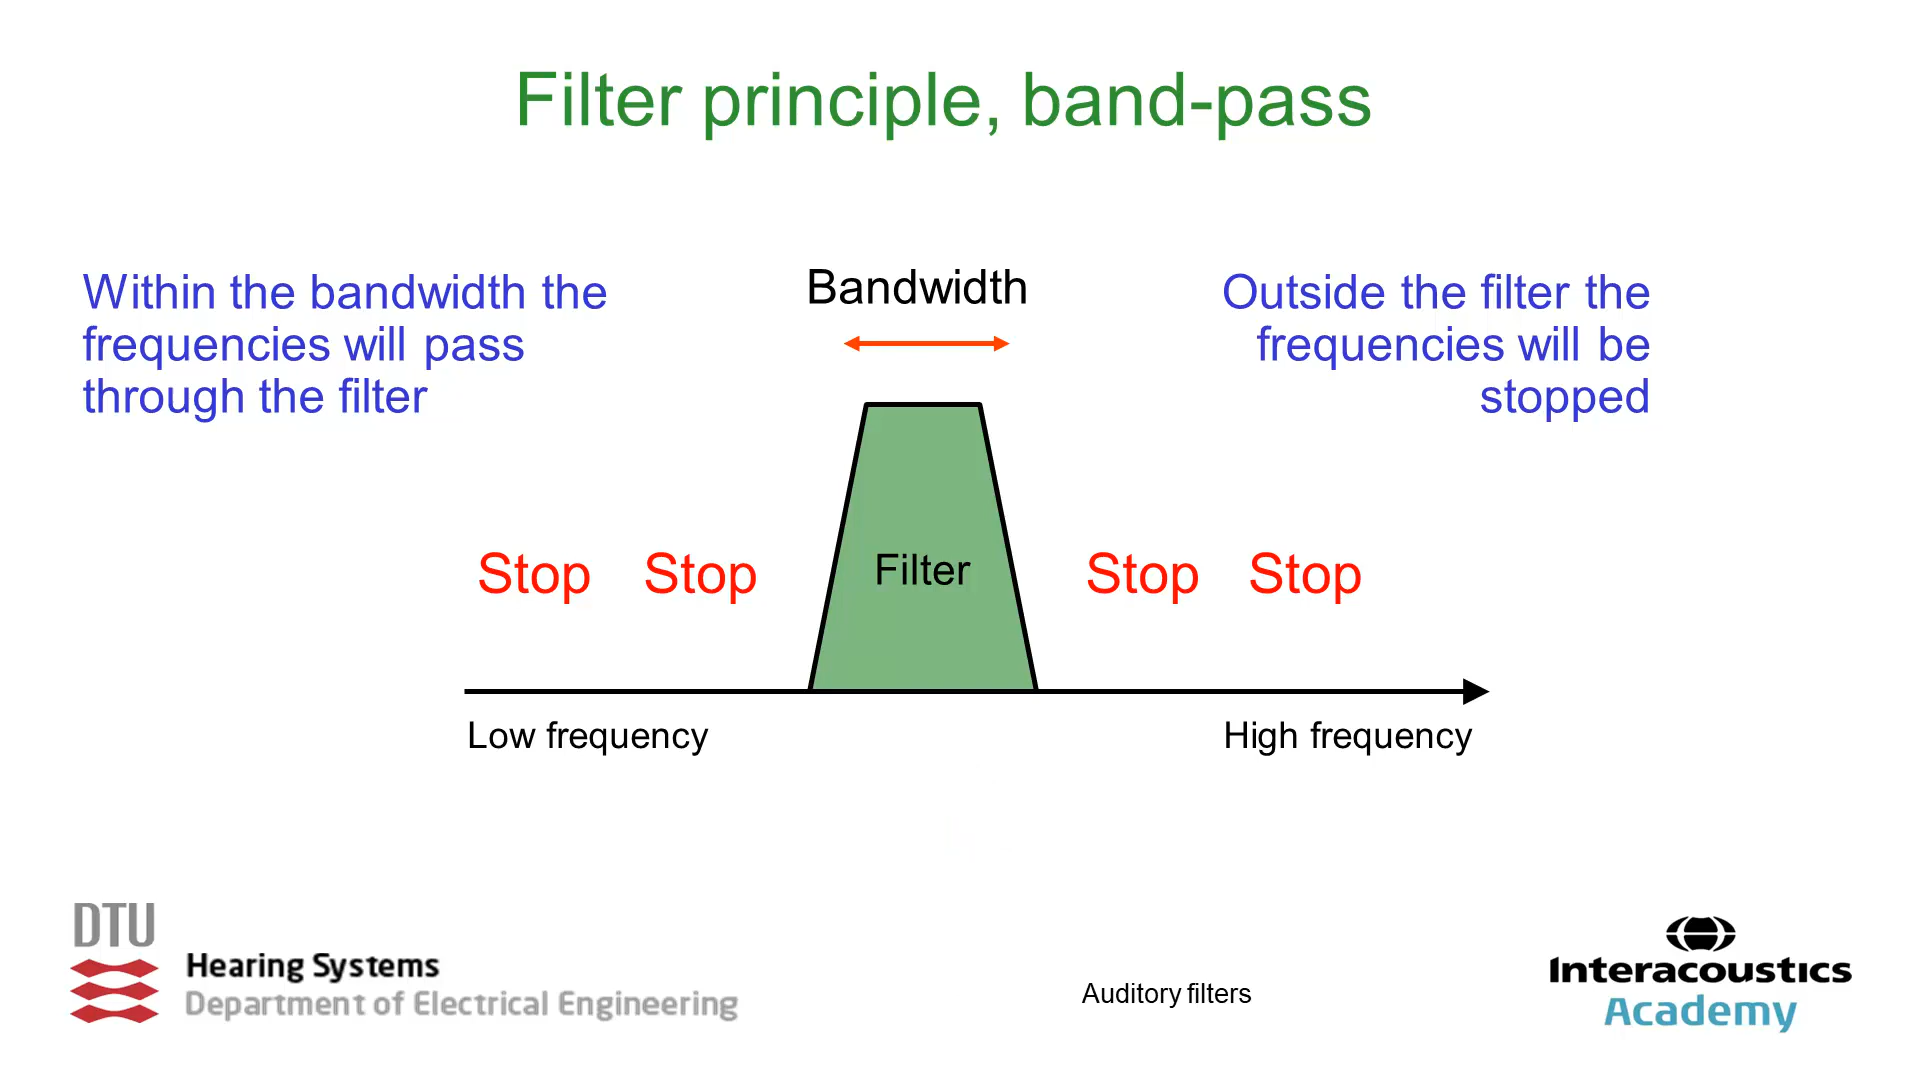 Filter principle, band-pass
Within the bandwidth the
frequencies will pass
through the filter
Bandwidth
Outside the filter the
frequencies will be
stopped
Stop Stop Filter Stop Stop
Low frequency High frequency
DTU
Hearing Systems
Department of Electrical Engineering
Auditory filters
Interacoustics
Academy